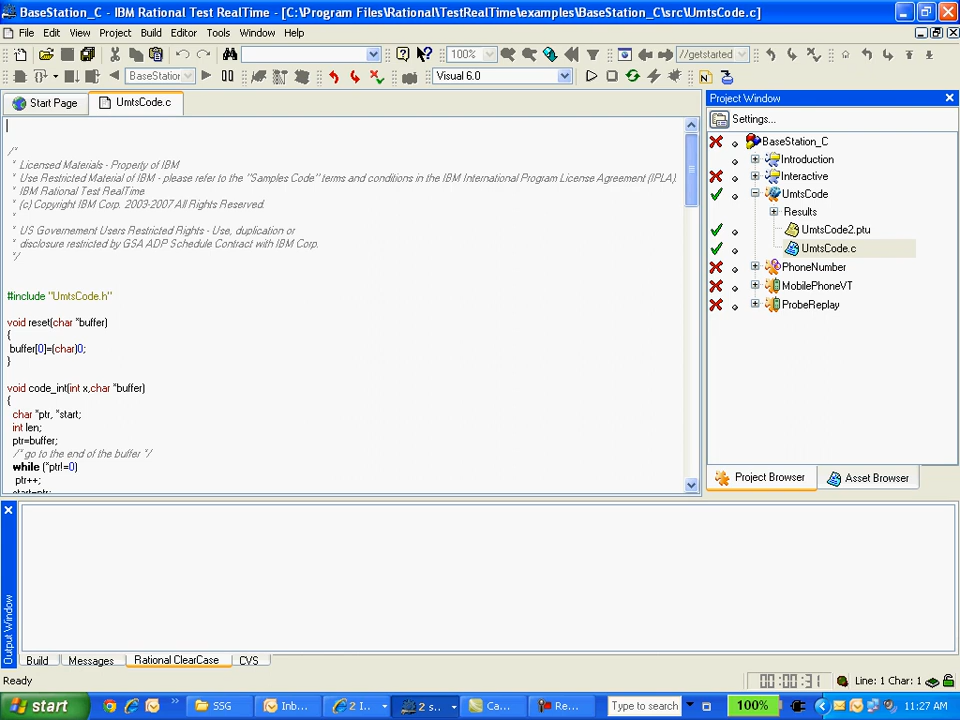 BaseStation_C - IBM Rational Test RealTime - [C:\Program Files\Rational\TestRealTime\examples\BaseStation_C\src\UmtsCode.c]
File Edit View Project Build Editor Tools Window Help
100% //getstarted
BaseStation Visual 6.0
Start Page UmtsCode.c
/*
* Licensed Materials - Property of IBM
* Use Restricted Material of IBM - please refer to the "Samples Code" terms and conditions in the IBM International Program License Agreement (IPLA).
* IBM Rational Test RealTime
* (c) Copyright IBM Corp. 2003-2007 All Rights Reserved.
*
* US Governement Users Restricted Rights - Use, duplication or
* disclosure restricted by GSA ADP Schedule Contract with IBM Corp.
*/
#include "UmtsCode.h"
void reset(char *buffer)
{
buffer[0]=(char)0;
}
void code_int(int x,char *buffer)
{
char *ptr, *start;
int len;
ptr=buffer;
/* go to the end of the buffer */
while (*ptr!=0)
ptr++;
start=ptr;
Project Window
Settings...
BaseStation_C
Introduction
Interactive
UmtsCode
Results
UmtsCode2.ptu
UmtsCode.c
PhoneNumber
MobilePhoneVT
ProbeReplay
Project Browser Asset Browser
Output Window
Build Messages Rational ClearCase CVS
Ready 00:00:31 Line: 1 Char: 1
start SSG Inb... 2 I... 2 s... Ca... Re... Type to search 100% 11:27 AM